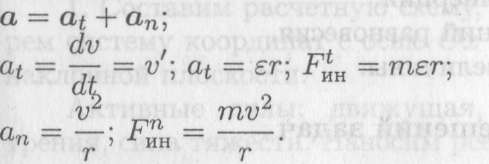 a = a_t + a_n;
a_t = dv/dt = v'; a_t = εr; F^t_ин = mεr;
a_n = v²/r; F^n_ин = mv²/r.